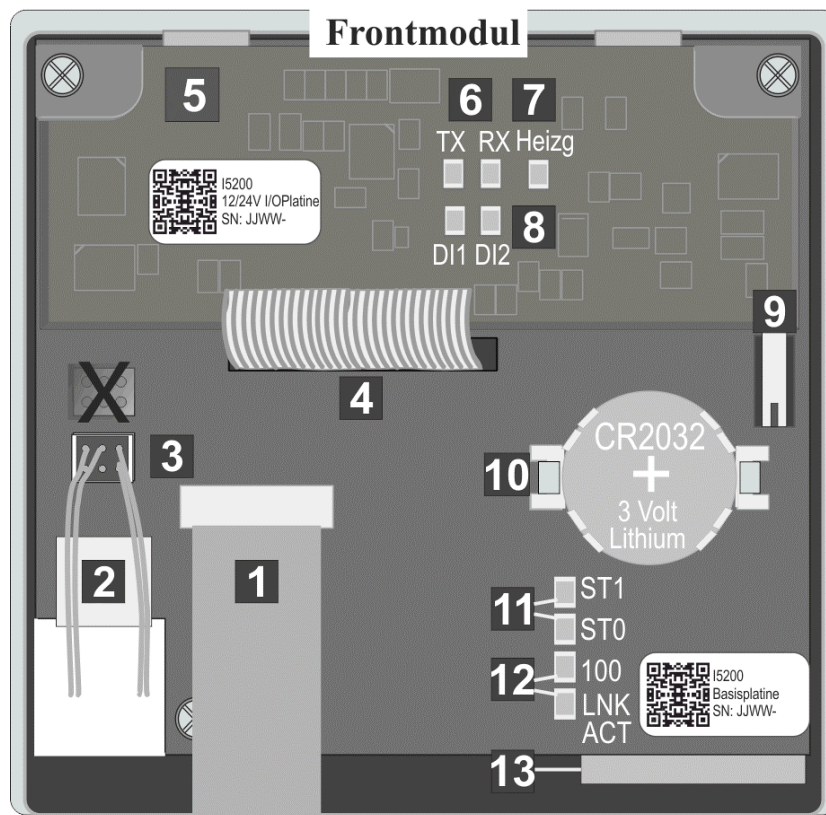 Frontmodul
5
6
7
TX RX Heizg
I5200
12/24V I/OPlatine
SN: JJWW-
8
DI1 DI2
9
4
X
3
CR2032
+
3 Volt
Lithium
10
2
1
11
ST1
ST0
12
100
LNK
ACT
I5200
Basisplatine
SN: JJWW-
13